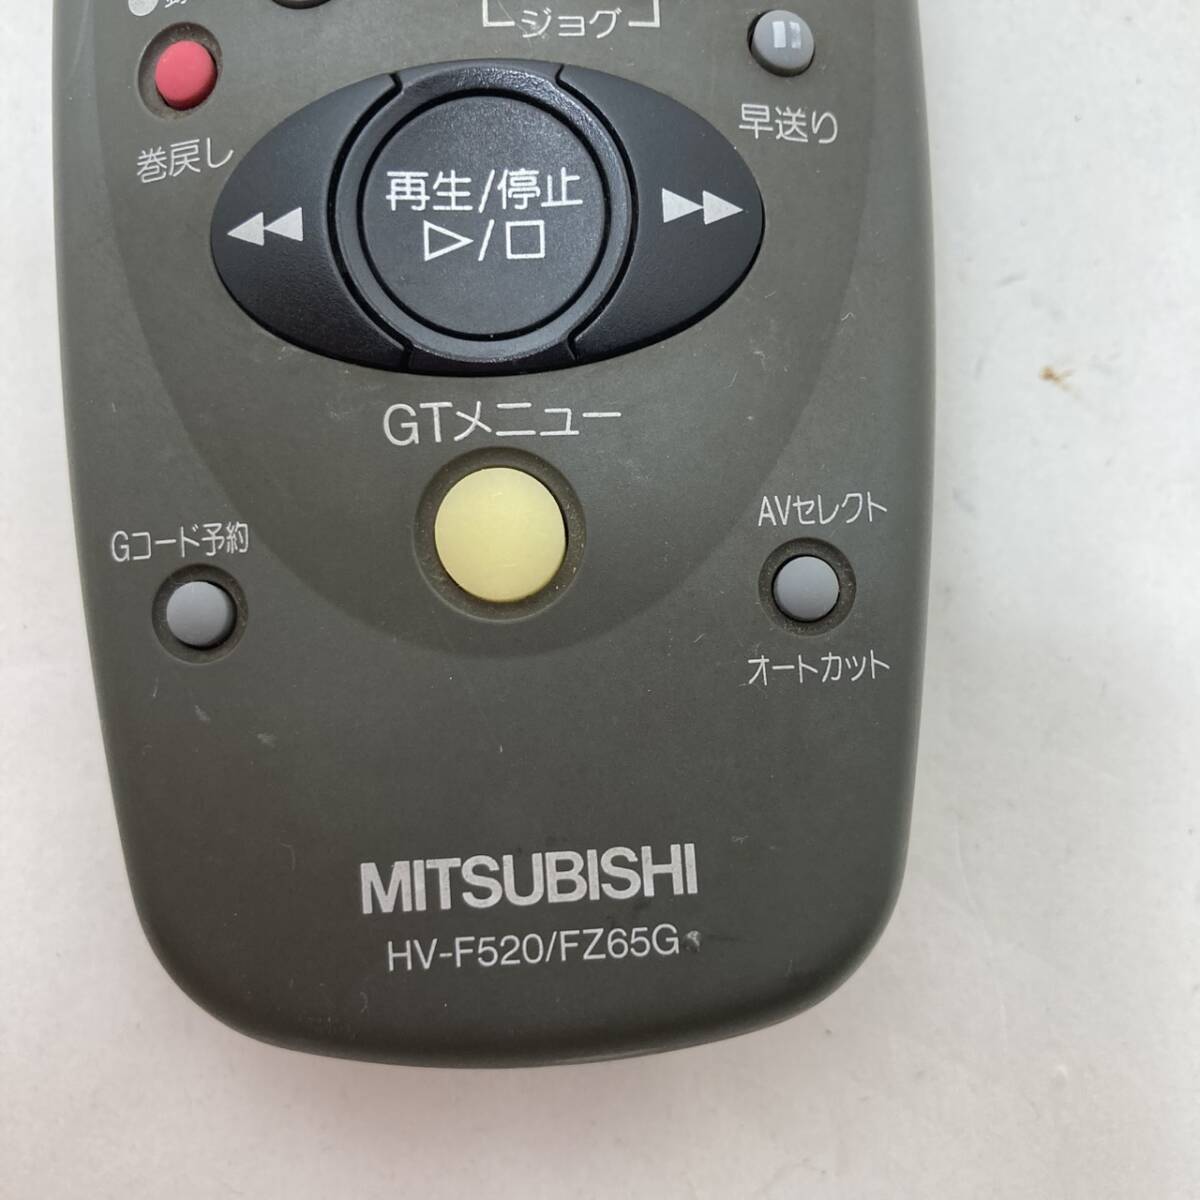 ジョグ
早送り
巻戻し
再生/停止
▷/□
GTメニュー
AVセレクト
Gコード予約
オートカット
MITSUBISHI
HV-F520/FZ65G